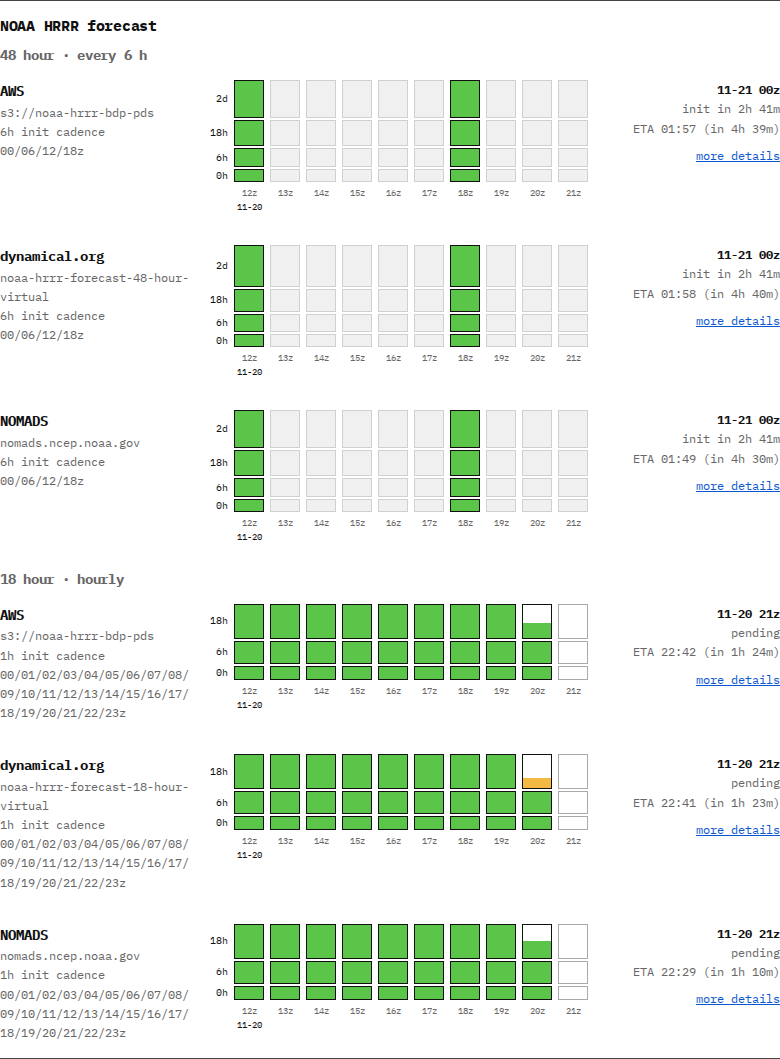 NOAA HRRR forecast
48 hour · every 6 h
AWS
s3://noaa-hrrr-bdp-pds
6h init cadence
00/06/12/18z
2d
18h
6h
0h
12z 13z 14z 15z 16z 17z 18z 19z 20z 21z
11-20
11-21 00z
init in 2h 41m
ETA 01:57 (in 4h 39m)
more details
dynamical.org
noaa-hrrr-forecast-48-hour-
virtual
6h init cadence
00/06/12/18z
2d
18h
6h
0h
12z 13z 14z 15z 16z 17z 18z 19z 20z 21z
11-20
11-21 00z
init in 2h 41m
ETA 01:58 (in 4h 40m)
more details
NOMADS
nomads.ncep.noaa.gov
6h init cadence
00/06/12/18z
2d
18h
6h
0h
12z 13z 14z 15z 16z 17z 18z 19z 20z 21z
11-20
11-21 00z
init in 2h 41m
ETA 01:49 (in 4h 30m)
more details
18 hour · hourly
AWS
s3://noaa-hrrr-bdp-pds
1h init cadence
00/01/02/03/04/05/06/07/08/
09/10/11/12/13/14/15/16/17/
18/19/20/21/22/23z
18h
6h
0h
12z 13z 14z 15z 16z 17z 18z 19z 20z 21z
11-20
11-20 21z
pending
ETA 22:42 (in 1h 24m)
more details
dynamical.org
noaa-hrrr-forecast-18-hour-
virtual
1h init cadence
00/01/02/03/04/05/06/07/08/
09/10/11/12/13/14/15/16/17/
18/19/20/21/22/23z
18h
6h
0h
12z 13z 14z 15z 16z 17z 18z 19z 20z 21z
11-20
11-20 21z
pending
ETA 22:41 (in 1h 23m)
more details
NOMADS
nomads.ncep.noaa.gov
1h init cadence
00/01/02/03/04/05/06/07/08/
09/10/11/12/13/14/15/16/17/
18/19/20/21/22/23z
18h
6h
0h
12z 13z 14z 15z 16z 17z 18z 19z 20z 21z
11-20
11-20 21z
pending
ETA 22:29 (in 1h 10m)
more details